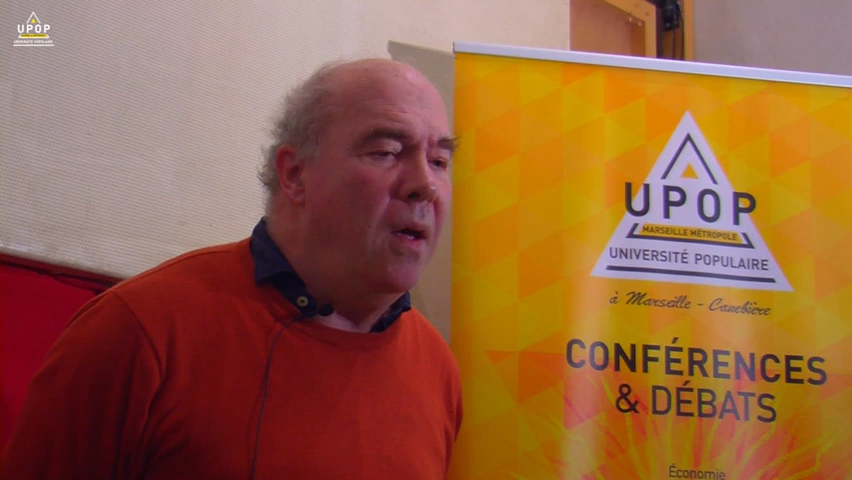 UPOP
UNIVERSITÉ POPULAIRE
UPOP
MARSEILLE MÉTROPOLE
UNIVERSITÉ POPULAIRE
à Marseille - Canebière
CONFÉRENCES
& DÉBATS
Économie